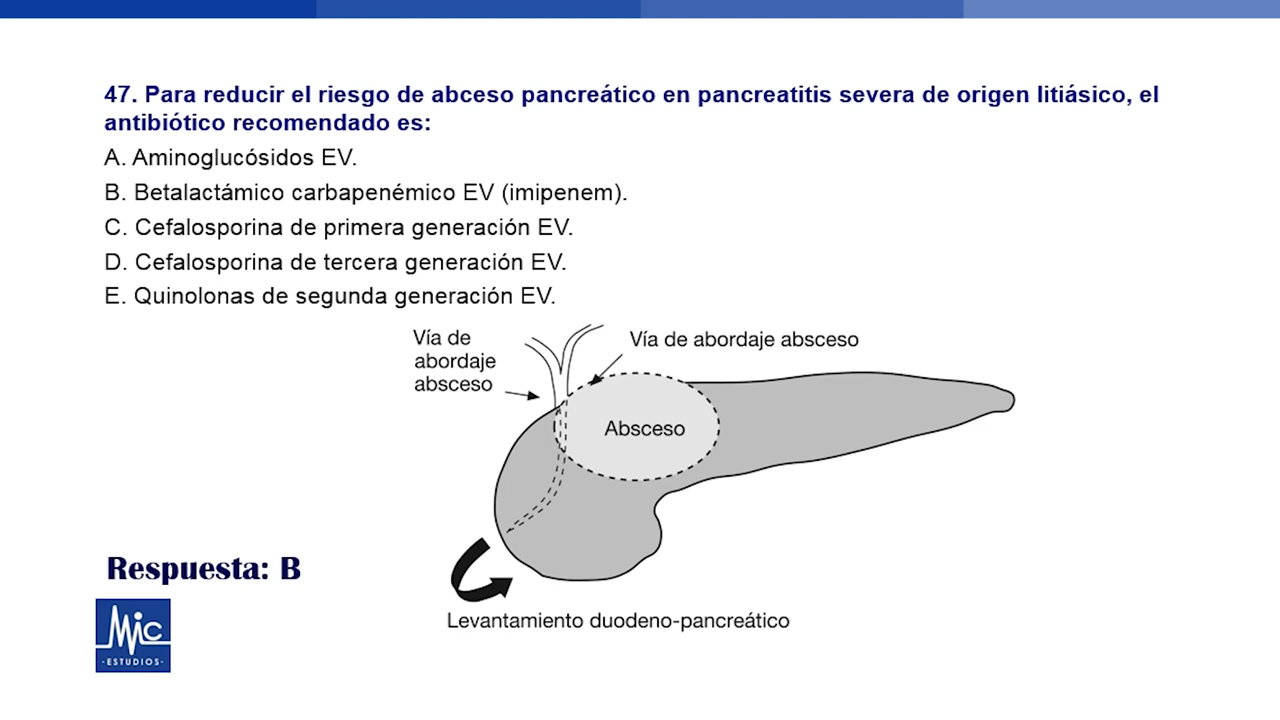 47. Para reducir el riesgo de abceso pancreático en pancreatitis severa de origen litiásico, el
antibiótico recomendado es:
A. Aminoglucósidos EV.
B. Betalactámico carbapenémico EV (imipenem).
C. Cefalosporina de primera generación EV.
D. Cefalosporina de tercera generación EV.
E. Quinolonas de segunda generación EV.
Vía de
abordaje
absceso
Vía de abordaje absceso
Absceso
Respuesta: B
Levantamiento duodeno-pancreático
Mic
·ESTUDIOS·